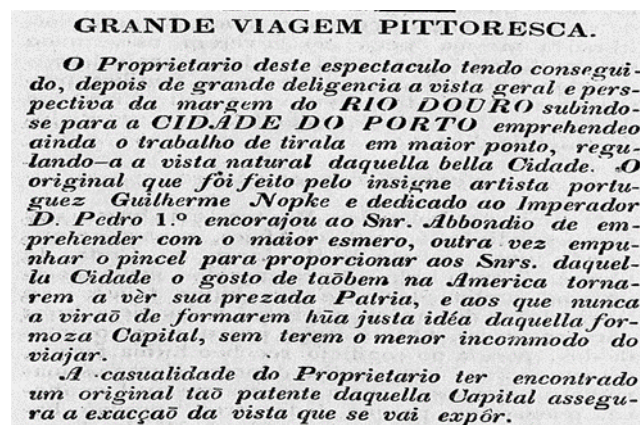 GRANDE VIAGEM PITTORESCA.
O Proprietario deste espectaculo tendo consegui-
do, depois de grande deligencia a vista geral e pers-
pectiva da margem do RIO DOURO subindo-
se para a CIDADE DO PORTO emprehendeo
ainda o trabalho de tirala em maior ponto, regu-
lando-a a vista natural daquella bella Cidade. O
original que fôi feito pelo insigne artista portu-
guez Guilherme Nopke e dedicado ao Imperador
D. Pedro 1.º encorajou ao Snr. Abbondio de em-
prehender com o maior esmero, outra vez empu-
nhar o pincel para proporcionar aos Snrs. daquel-
la Cidade o gosto de taõbem na America torna-
rem a vèr sua prezada Patria, e aos que nunca
a viraõ de formarem hũa justa idéa daquella for-
moza Capital, sem terem o menor incommodo do
viajar.
A casualidade do Proprietario ter encontrado
um original taõ patente daquella Capital assegu-
ra a exacçaõ da vista que se vai expôr.